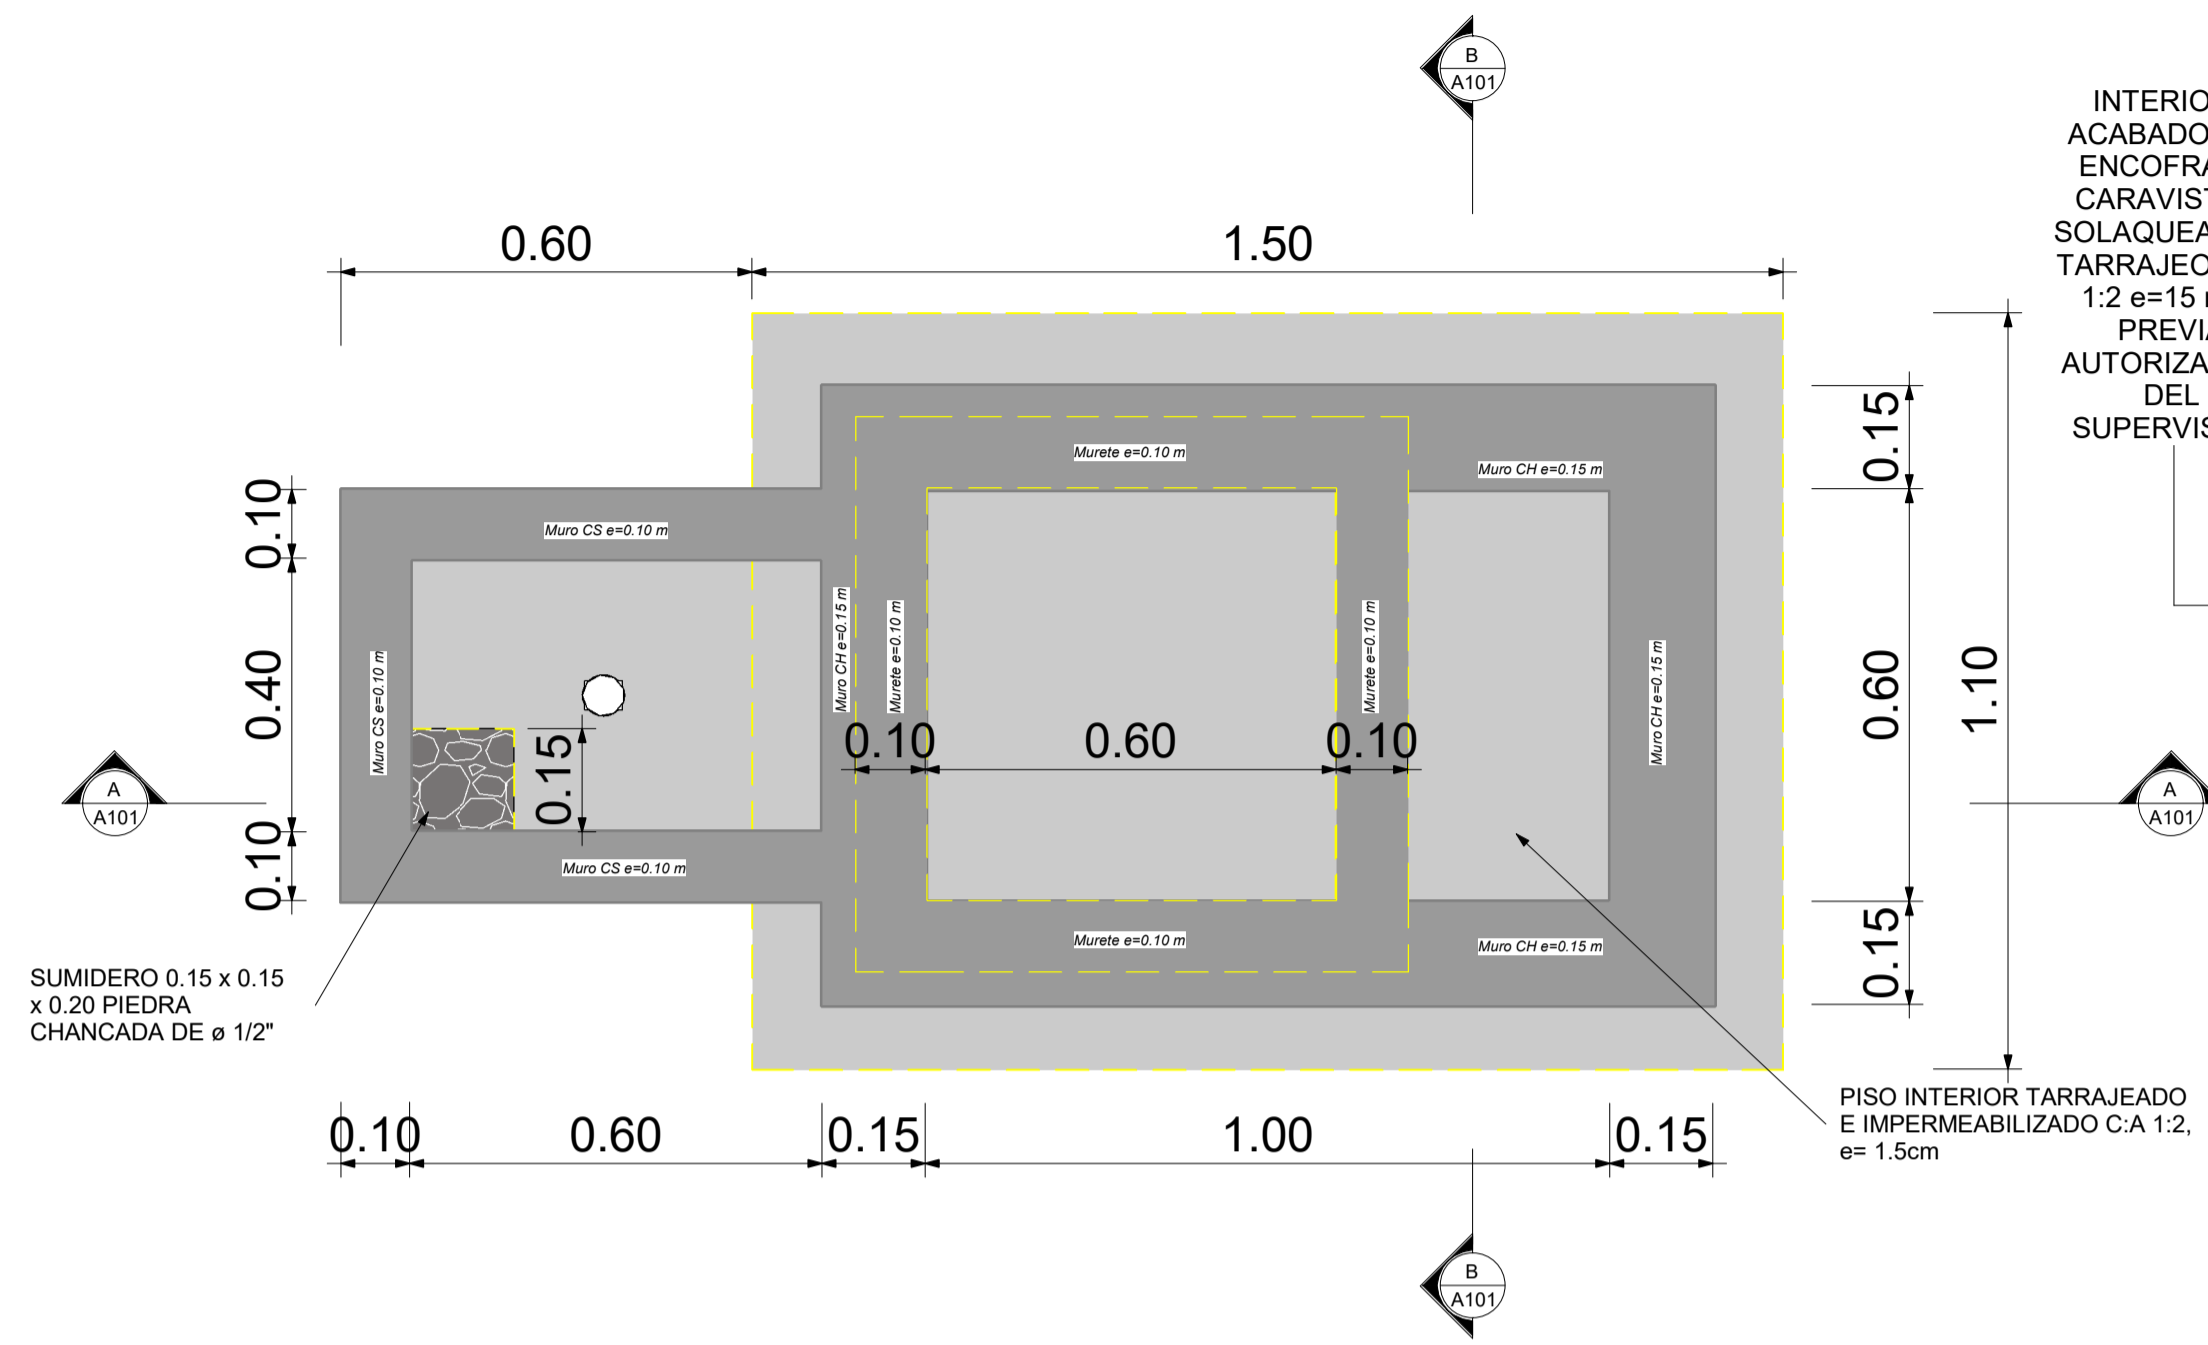 B
A101
INTERIO
ACABADO
ENCOFRA
CARAVIST
SOLAQUEA
TARRAJEO
1:2 e=15
PREVIA
AUTORIZA
DEL
SUPERVIS
0.60
1.50
0.15
0.60
0.15
1.10
0.10
0.40
0.10
Murete e=0.10 m
Muro CH e=0.15 m
Muro CS e=0.10 m
Muro CH e=0.15 m
Murete e=0.10 m
Murete e=0.10 m
Muro CH e=0.15 m
Muro CS e=0.10 m
0.15
0.10
0.60
0.10
A
A101
A
A101
Muro CS e=0.10 m
Murete e=0.10 m
Muro CH e=0.15 m
SUMIDERO 0.15 x 0.15
x 0.20 PIEDRA
CHANCADA DE ø 1/2"
PISO INTERIOR TARRAJEADO
E IMPERMEABILIZADO C:A 1:2,
e= 1.5cm
0.10
0.60
0.15
1.00
0.15
B
A101